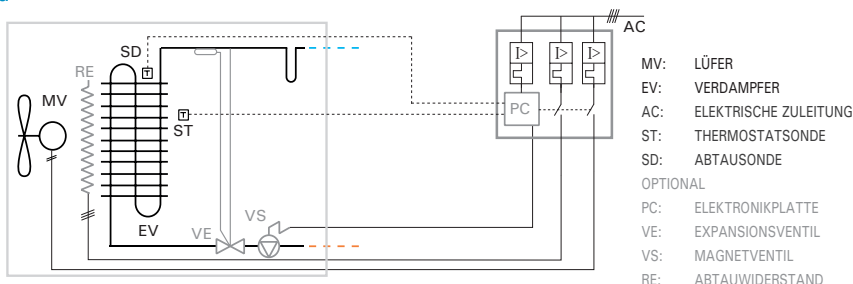 AC
I> I> I>
SD
RE
MV
PC
ST
VS
VE
EV
MV: LÜFER
EV: VERDAMPFER
AC: ELEKTRISCHE ZULEITUNG
ST: THERMOSTATSONDE
SD: ABTAUSONDE
OPTIONAL
PC: ELEKTRONIKPLATTE
VE: EXPANSIONSVENTIL
VS: MAGNETVENTIL
RE: ABTAUWIDERSTAND